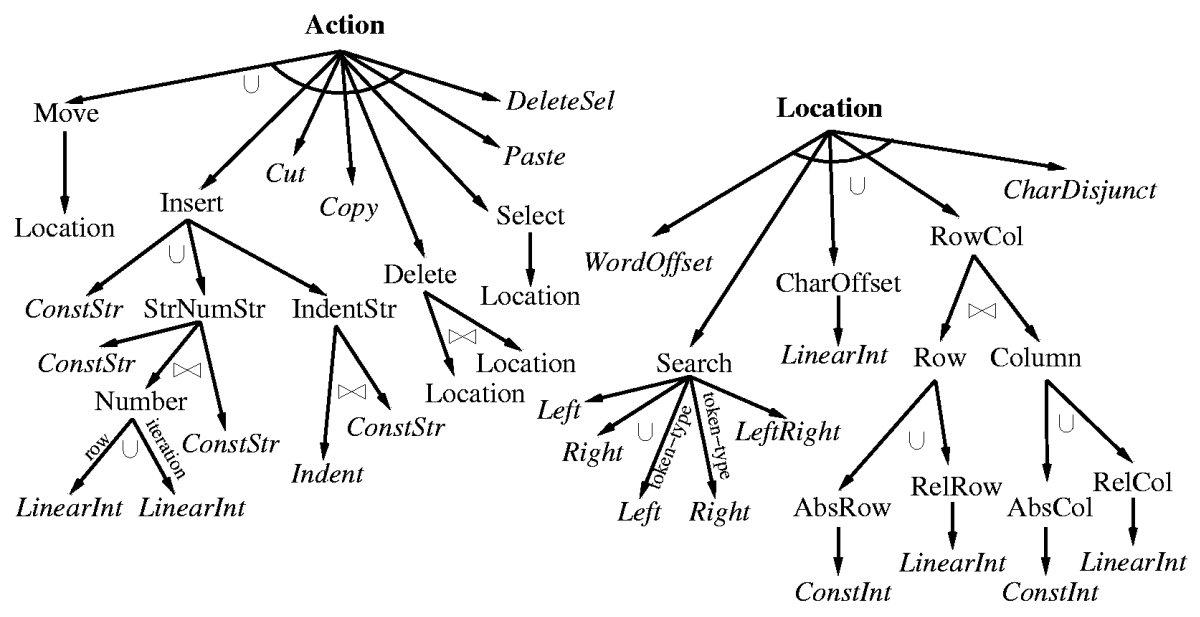 Action
∪
Move
DeleteSel
Location
Paste
Cut
CharDisjunct
∪
Insert
Copy
Select
Location
RowCol
∪
WordOffset
Delete
CharOffset
ConstStr
StrNumStr
IndentStr
Location
⋈
⋈
ConstStr
Location
Search
LinearInt
Row
Column
⋈
Number
⋈
Location
Left
token-type
token-type
row
∪
iteration
ConstStr
ConstStr
Right
∪
LeftRight
∪
∪
Indent
LinearInt
LinearInt
Left
Right
AbsRow
RelRow
AbsCol
RelCol
LinearInt
LinearInt
ConstInt
ConstInt